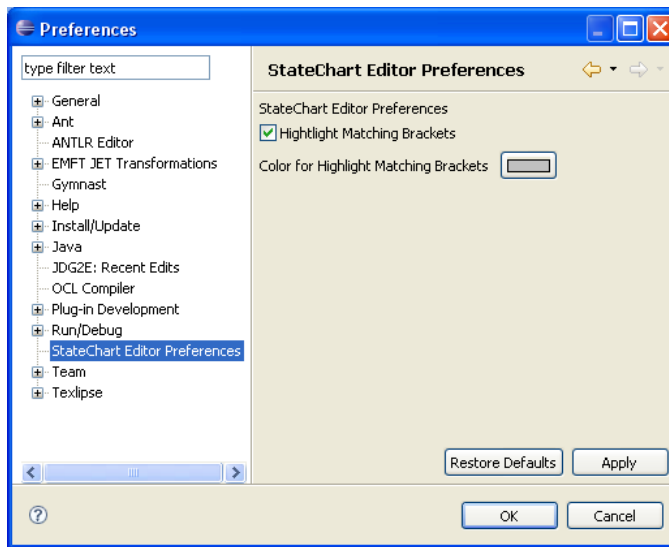 Preferences
type filter text
General
Ant
ANTLR Editor
EMFT JET Transformations
Gymnast
Help
Install/Update
Java
JDG2E: Recent Edits
OCL Compiler
Plug-in Development
Run/Debug
StateChart Editor Preferences
Team
Texlipse
StateChart Editor Preferences
StateChart Editor Preferences
Hightlight Matching Brackets
Color for Highlight Matching Brackets
Restore Defaults
Apply
OK
Cancel